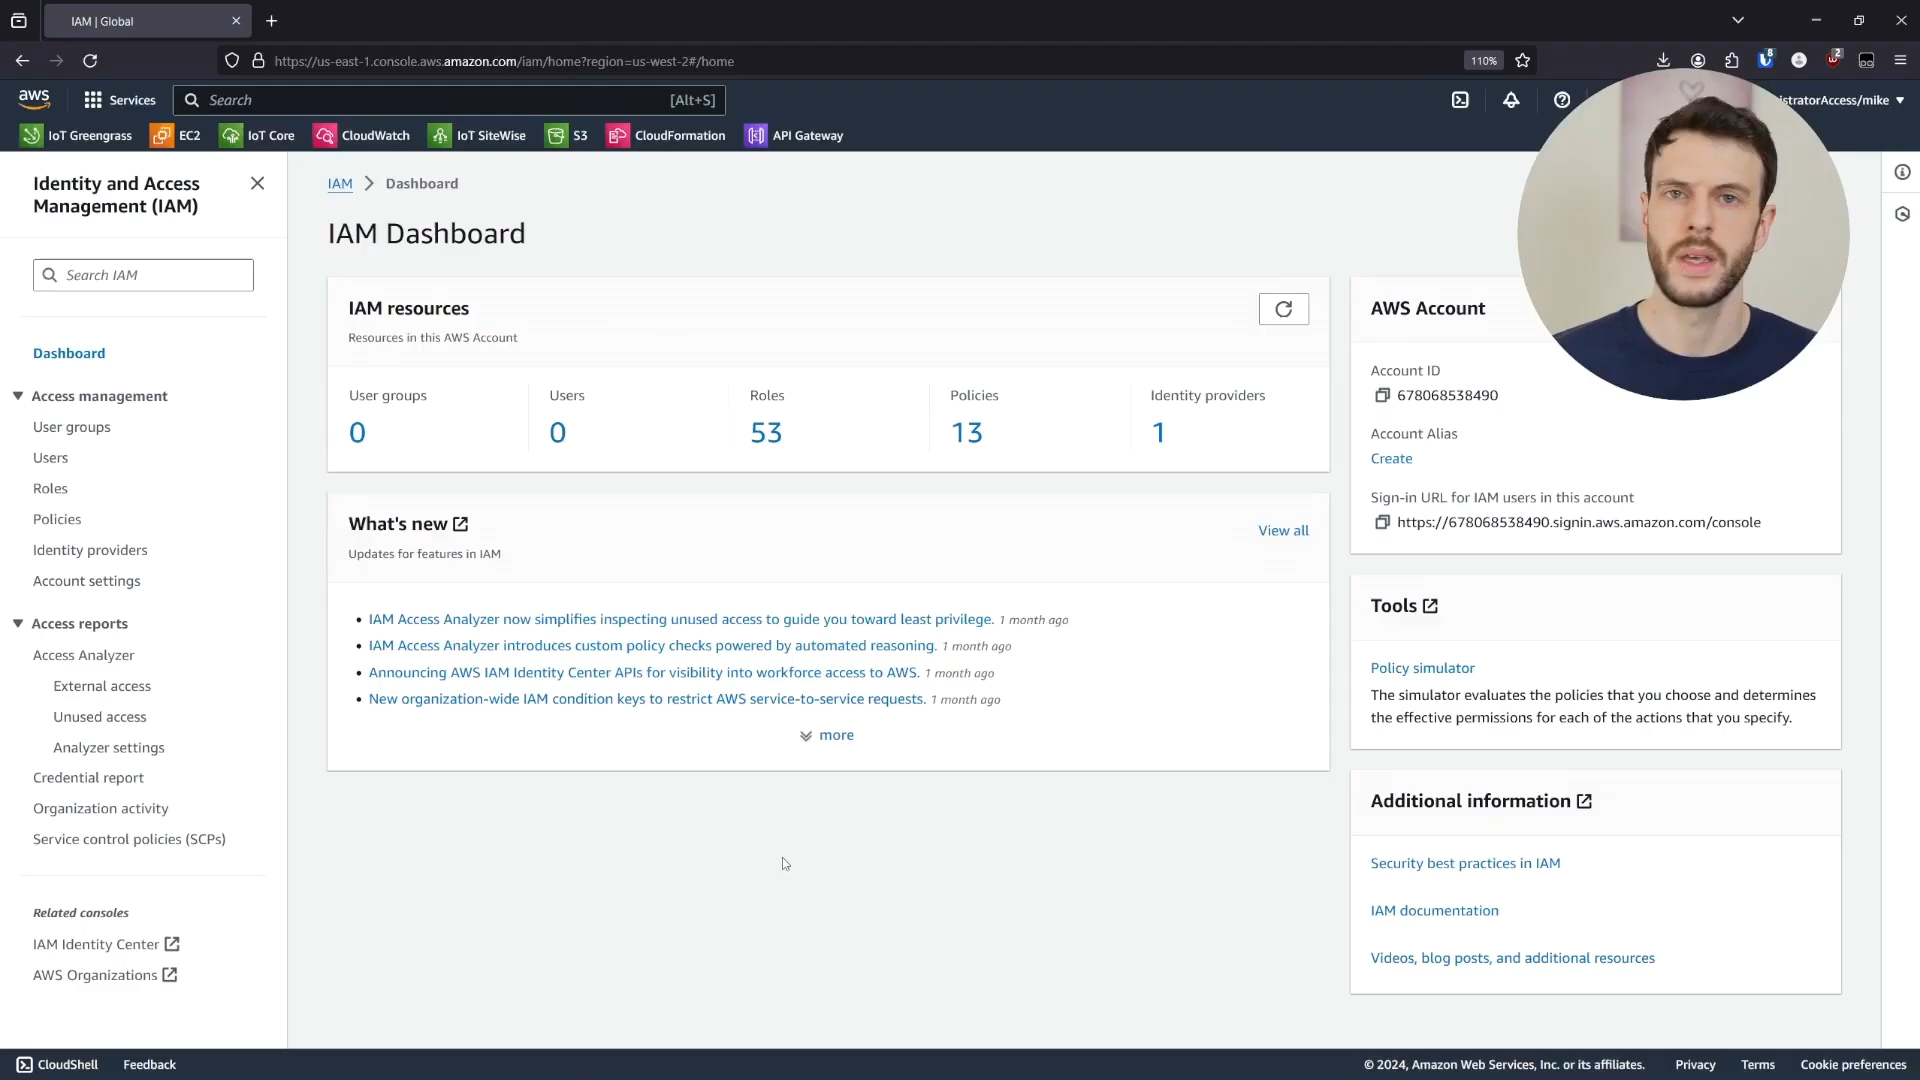 IAM | Global
https://us-east-1.console.aws.amazon.com/iam/home?region=us-west-2#/home
110%
8
2
aws
Services
Search
[Alt+S]
istratorAccess/mike
IoT Greengrass
EC2
IoT Core
CloudWatch
IoT SiteWise
S3
CloudFormation
API Gateway
Identity and Access
Management (IAM)
Search IAM
Dashboard
Access management
User groups
Users
Roles
Policies
Identity providers
Account settings
Access reports
Access Analyzer
External access
Unused access
Analyzer settings
Credential report
Organization activity
Service control policies (SCPs)
Related consoles
IAM Identity Center
AWS Organizations
IAM > Dashboard
IAM Dashboard
IAM resources
Resources in this AWS Account
User groups
0
Users
0
Roles
53
Policies
13
Identity providers
1
What's new
View all
Updates for features in IAM
• IAM Access Analyzer now simplifies inspecting unused access to guide you toward least privilege. 1 month ago
• IAM Access Analyzer introduces custom policy checks powered by automated reasoning. 1 month ago
• Announcing AWS IAM Identity Center APIs for visibility into workforce access to AWS. 1 month ago
• New organization-wide IAM condition keys to restrict AWS service-to-service requests. 1 month ago
more
AWS Account
Account ID
678068538490
Account Alias
Create
Sign-in URL for IAM users in this account
https://678068538490.signin.aws.amazon.com/console
Tools
Policy simulator
The simulator evaluates the policies that you choose and determines
the effective permissions for each of the actions that you specify.
Additional information
Security best practices in IAM
IAM documentation
Videos, blog posts, and additional resources
CloudShell
Feedback
© 2024, Amazon Web Services, Inc. or its affiliates.
Privacy
Terms
Cookie preferences